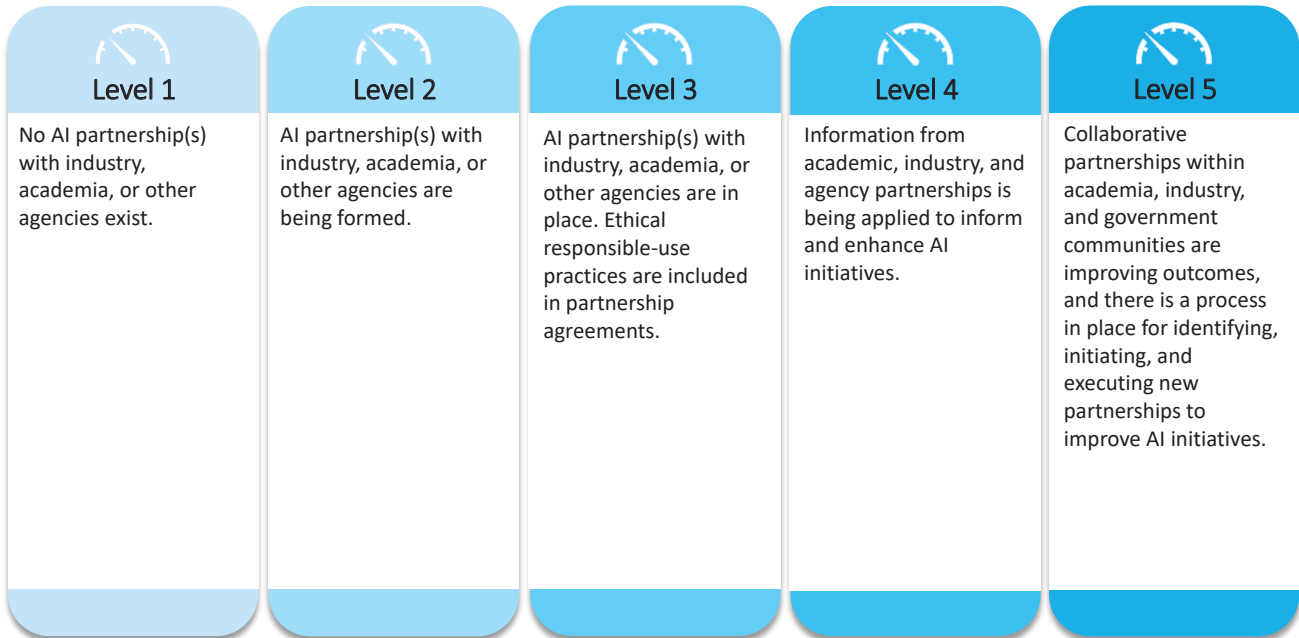 Level 1
No AI partnership(s)
with industry,
academia, or other
agencies exist.
Level 2
AI partnership(s) with
industry, academia, or
other agencies are
being formed.
Level 3
AI partnership(s) with
industry, academia, or
other agencies are in
place. Ethical
responsible-use
practices are included
in partnership
agreements.
Level 4
Information from
academic, industry, and
agency partnerships is
being applied to inform
and enhance AI
initiatives.
Level 5
Collaborative
partnerships within
academia, industry,
and government
communities are
improving outcomes,
and there is a process
in place for identifying,
initiating, and
executing new
partnerships to
improve AI initiatives.